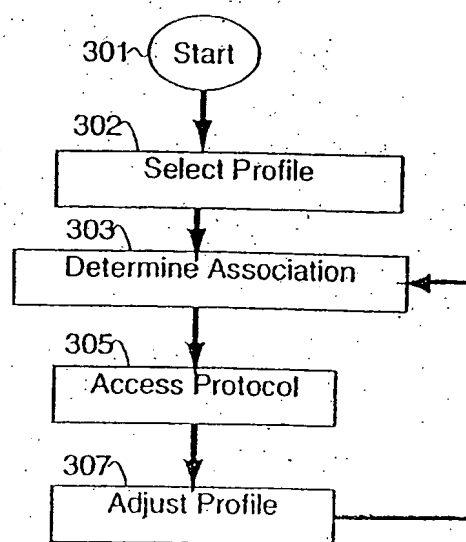 301 Start
302
Select Profile
303
Determine Association
305
Access Protocol
307
Adjust Profile